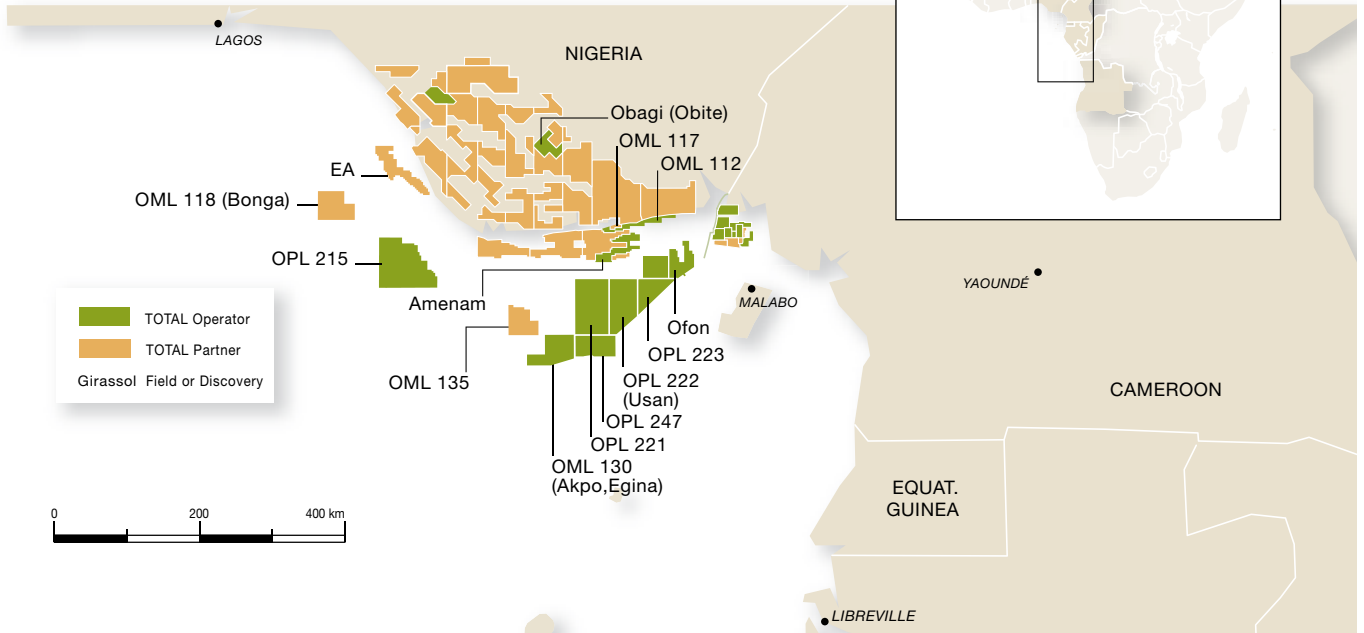 LAGOS
NIGERIA
Obagi (Obite)
OML 117
OML 112
EA
OML 118 (Bonga)
OPL 215
Amenam
MALABO
YAOUNDÉ
TOTAL Operator
TOTAL Partner
Girassol Field or Discovery
Ofon
OPL 223
OML 135
OPL 222
(Usan)
OPL 247
OPL 221
OML 130
(Akpo,Egina)
CAMEROON
EQUAT.
GUINEA
0 200 400 km
LIBREVILLE